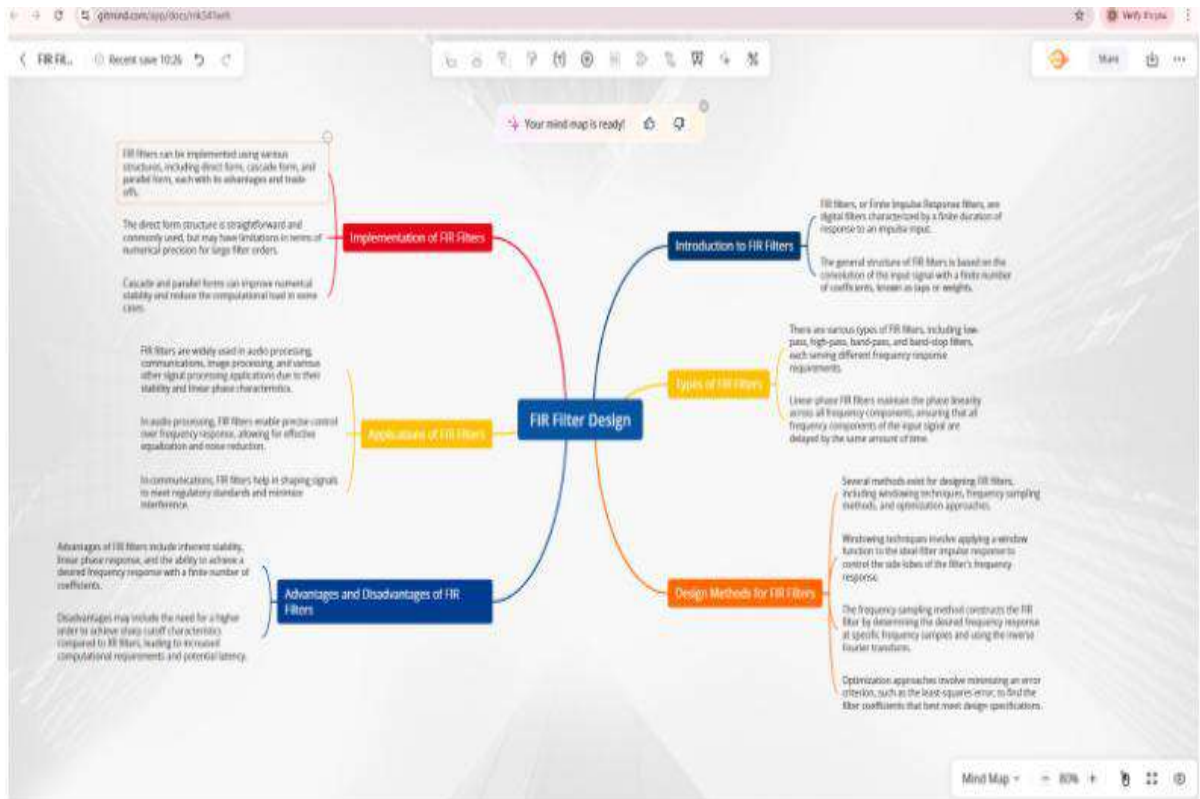 gitmind.com/app/docs/
Verify it's you
FIR Fil...
Recent save 10:26
Share
Your mind map is ready!
FIR filters can be implemented using various
structures, including direct form, cascade form, and
parallel form, each with its advantages and trade-
offs.
The direct form structure is straightforward and
commonly used, but may have limitations in terms of
numerical precision for large filter orders.
Cascade and parallel forms can improve numerical
stability and reduce the computational load in some
cases.
Implementation of FIR Filters
FIR filters are widely used in audio processing,
communications, image processing, and various
other signal processing applications due to their
stability and linear phase characteristics.
In audio processing, FIR filters enable precise control
over frequency response, allowing for effective
equalization and noise reduction.
In communications, FIR filters help in shaping signals
to meet regulatory standards and minimize
interference.
Applications of FIR Filters
Advantages of FIR filters include inherent stability,
linear phase response, and the ability to achieve a
desired frequency response with a finite number of
coefficients.
Disadvantages may include the need for a higher
order to achieve sharp cutoff characteristics
compared to IIR filters, leading to increased
computational requirements and potential latency.
Advantages and Disadvantages of FIR
Filters
FIR Filter Design
Introduction to FIR Filters
FIR filters, or Finite Impulse Response filters, are
digital filters characterized by a finite duration of
response to an impulse input.
The general structure of FIR filters is based on the
convolution of the input signal with a finite number
of coefficients, known as taps or weights.
Types of FIR Filters
There are various types of FIR filters, including low-
pass, high-pass, band-pass, and band-stop filters,
each serving different frequency response
requirements.
Linear phase FIR filters maintain the phase linearity
across all frequency components, ensuring that all
frequency components of the input signal are
delayed by the same amount of time.
Design Methods for FIR Filters
Several methods exist for designing FIR filters,
including windowing techniques, frequency sampling
methods, and optimization approaches.
Windowing techniques involve applying a window
function to the ideal filter impulse response to
control the side lobes of the filter's frequency
response.
The frequency sampling method constructs the FIR
filter by determining the desired frequency response
at specific frequency samples and using the inverse
Fourier transform.
Optimization approaches involve minimizing an error
criterion, such as the least-squares error, to find the
filter coefficients that best meet design specifications.
Mind Map
80%